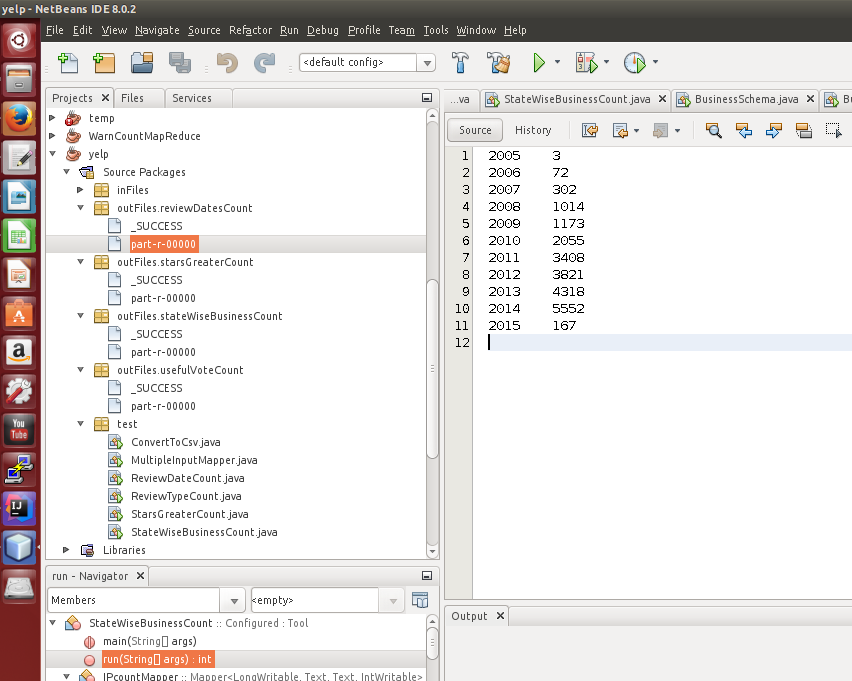 yelp - NetBeans IDE 8.0.2
File Edit View Navigate Source Refactor Run Debug Profile Team Tools Window Help
<default config>
Projects Files Services
temp
WarnCountMapReduce
yelp
Source Packages
inFiles
outFiles.reviewDatesCount
_SUCCESS
part-r-00000
outFiles.starsGreaterCount
_SUCCESS
part-r-00000
outFiles.stateWiseBusinessCount
_SUCCESS
part-r-00000
outFiles.usefulVoteCount
_SUCCESS
part-r-00000
test
ConvertToCsv.java
MultipleInputMapper.java
ReviewDateCount.java
ReviewTypeCount.java
StarsGreaterCount.java
StateWiseBusinessCount.java
Libraries
run - Navigator
Members <empty>
StateWiseBusinessCount :: Configured : Tool
main(String[] args)
run(String[] args) : int
IPcountMapper :: Mapper<LongWritable, Text, Text, IntWritable>
...va StateWiseBusinessCount.java BusinessSchema.java Bu
Source History
1 2005 3
2 2006 72
3 2007 302
4 2008 1014
5 2009 1173
6 2010 2055
7 2011 3408
8 2012 3821
9 2013 4318
10 2014 5552
11 2015 167
12
Output
a
You
Tube
IJ